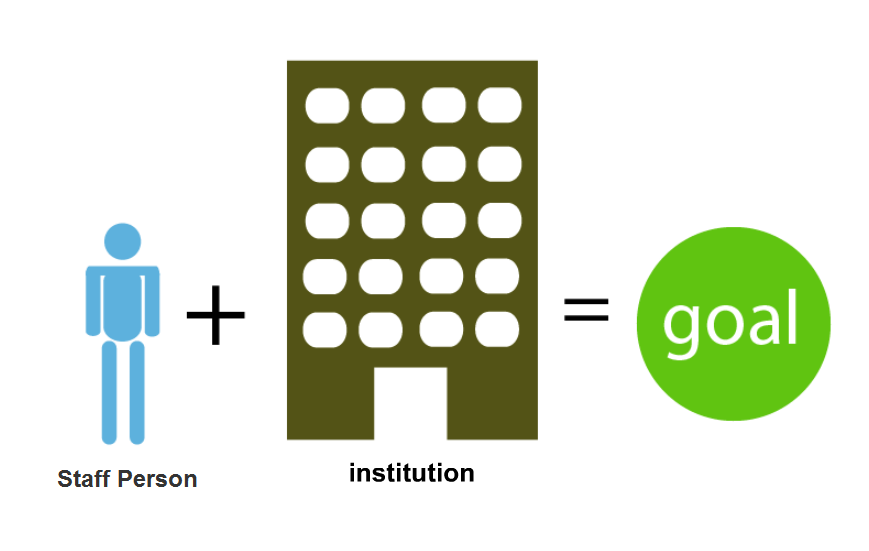 +
=
goal
Staff Person
institution